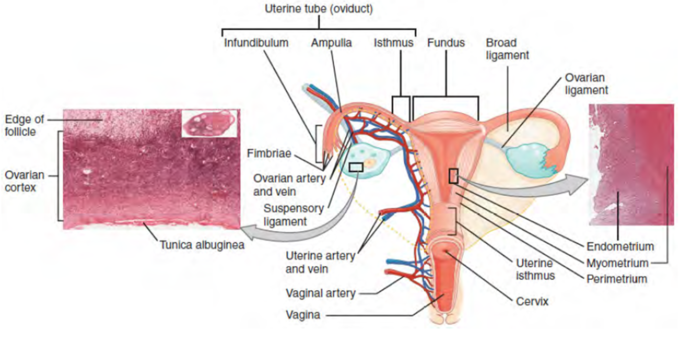 Uterine tube (oviduct)
Infundibulum
Ampulla
Isthmus
Fundus
Broad
ligament
Ovarian
ligament
Edge of
follicle
Ovarian
cortex
Tunica albuginea
Fimbriae
Ovarian artery
and vein
Suspensory
ligament
Uterine artery
and vein
Vaginal artery
Vagina
Endometrium
Myometrium
Perimetrium
Uterine
isthmus
Cervix